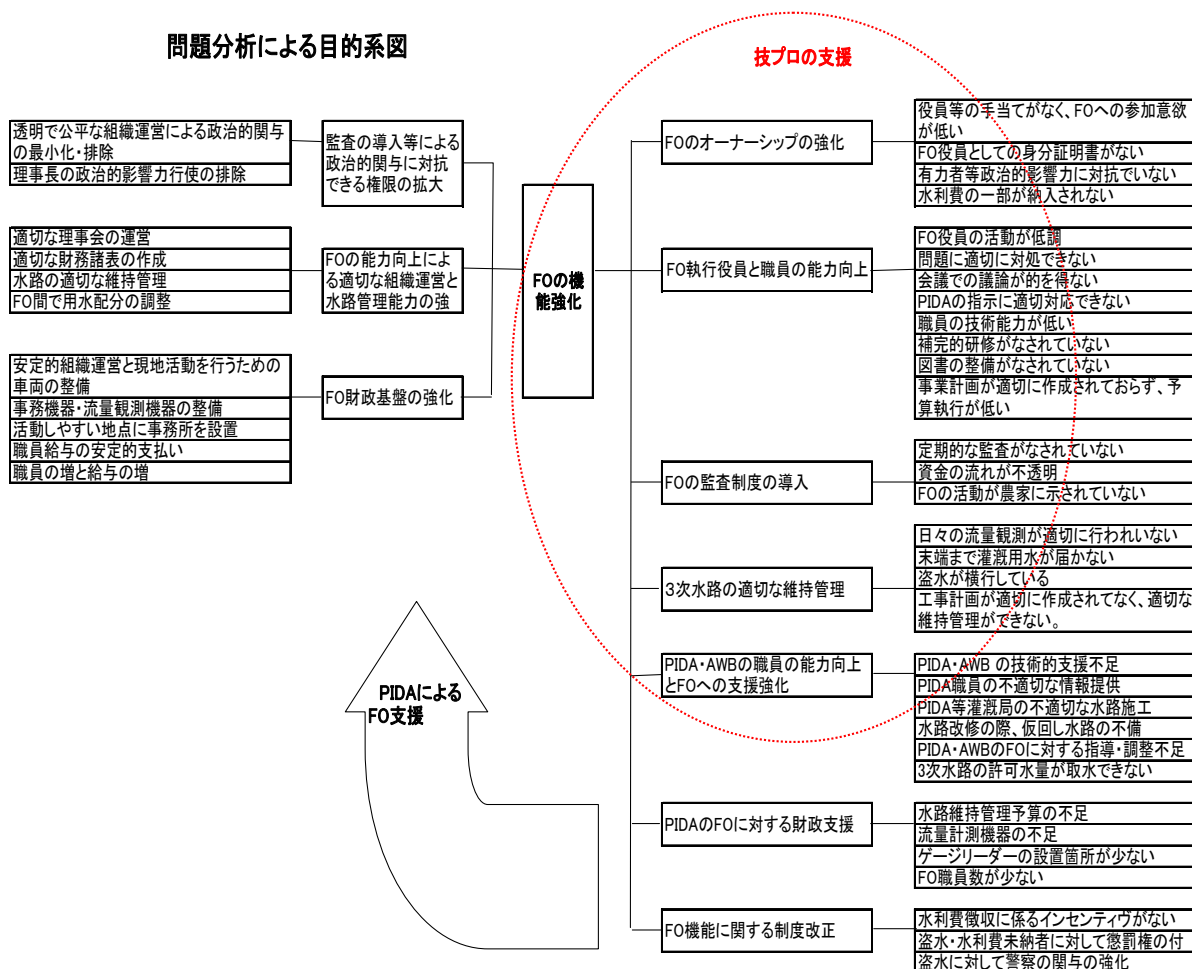 問題分析による目的系図
技プロの支援
透明で公平な組織運営による政治的関与
の最小化・排除
理事長の政治的影響力行使の排除
適切な理事会の運営
適切な財務諸表の作成
水路の適切な維持管理
FO間で用水配分の調整
安定的組織運営と現地活動を行うための
車両の整備
事務機器・流量観測機器の整備
活動しやすい地点に事務所を設置
職員給与の安定的支払い
職員の増と給与の増
監査の導入等による
政治的関与に対抗
できる権限の拡大
FOの能力向上によ
る適切な組織運営と
水路管理能力の強
FO財政基盤の強化
FOの機
能強化
PIDAによる
FO支援
FOのオーナーシップの強化
FO執行役員と職員の能力向上
FOの監査制度の導入
3次水路の適切な維持管理
PIDA・AWBの職員の能力向上
とFOへの支援強化
PIDAのFOに対する財政支援
FO機能に関する制度改正
役員等の手当てがなく、FOへの参加意欲
が低い
FO役員としての身分証明書がない
有力者等政治的影響力に対抗でいない
水利費の一部が納入されない
FO役員の活動が低調
問題に適切に対処できない
会議での議論が的を得ない
PIDAの指示に適切対応できない
職員の技術能力が低い
補完的研修がなされていない
図書の整備がなされていない
事業計画が適切に作成されておらず、予
算執行が低い
定期的な監査がなされていない
資金の流れが不透明
FOの活動が農家に示されていない
日々の流量観測が適切に行われいない
末端まで灌漑用水が届かない
盗水が横行している
工事計画が適切に作成されてなく、適切な
維持管理ができない。
PIDA・AWB の技術的支援不足
PIDA職員の不適切な情報提供
PIDA等灌漑局の不適切な水路施工
水路改修の際、仮回し水路の不備
PIDA・AWBのFOに対する指導・調整不足
3次水路の許可水量が取水できない
水路維持管理予算の不足
流量計測機器の不足
ゲージリーダーの設置箇所が少ない
FO職員数が少ない
水利費徴収に係るインセンティヴがない
盗水・水利費未納者に対して懲罰権の付
盗水に対して警察の関与の強化